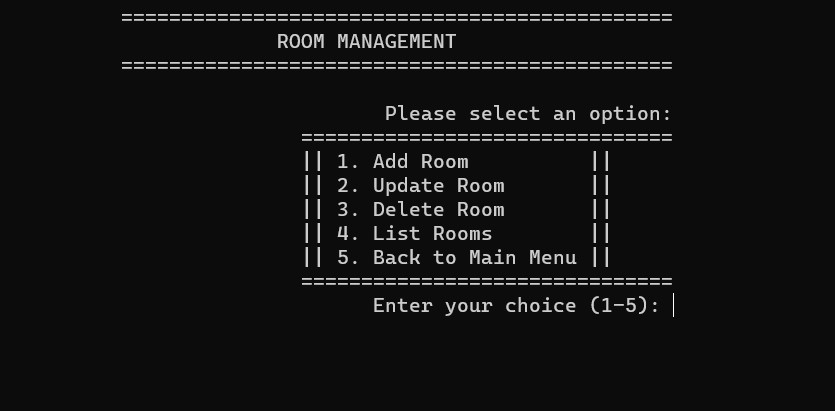 ==============================================
ROOM MANAGEMENT
==============================================
Please select an option:
===============================
|| 1. Add Room          ||
|| 2. Update Room       ||
|| 3. Delete Room       ||
|| 4. List Rooms        ||
|| 5. Back to Main Menu ||
===============================
Enter your choice (1-5):